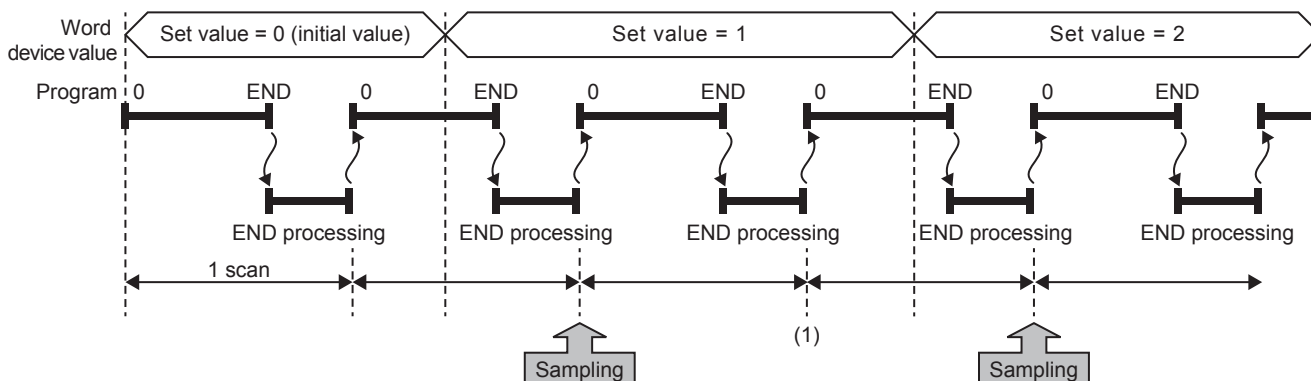 Word
device value
Set value = 0 (initial value)
Set value = 1
Set value = 2
Program
0 END 0 END 0 END 0 END 0 END
END processing END processing END processing END processing END processing
1 scan
(1)
Sampling Sampling